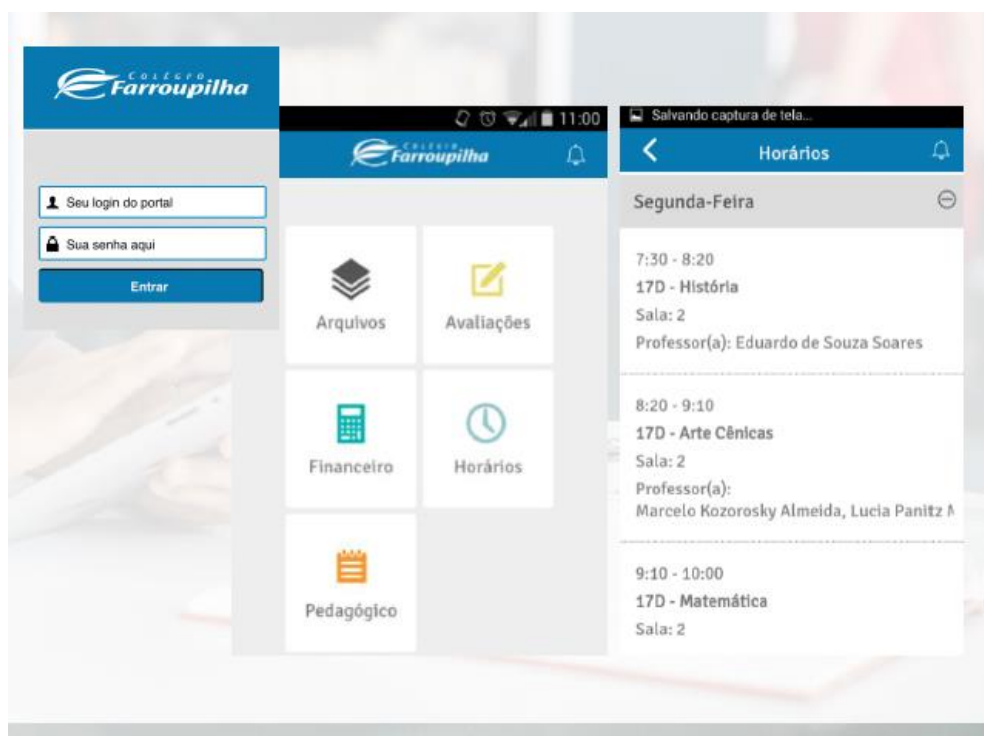 COLÉGIO
Farroupilha
Seu login do portal
Sua senha aqui
Entrar
11:00
COLÉGIO
Farroupilha
Arquivos
Avaliações
Financeiro
Horários
Pedagógico
Salvando captura de tela...
Horários
Segunda-Feira
7:30 - 8:20
17D - História
Sala: 2
Professor(a): Eduardo de Souza Soares
8:20 - 9:10
17D - Arte Cênicas
Sala: 2
Professor(a):
Marcelo Kozorosky Almeida, Lucia Panitz
9:10 - 10:00
17D - Matemática
Sala: 2